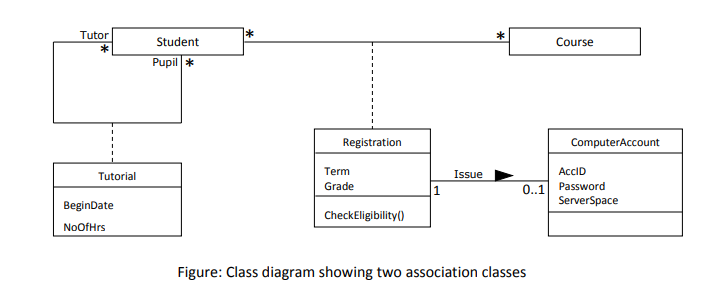 Tutor
*
Student
*
*
Course
Pupil *
Registration
Term
Grade
CheckEligibility()
Issue
1
0..1
ComputerAccount
AccID
Password
ServerSpace
Tutorial
BeginDate
NoOfHrs
Figure: Class diagram showing two association classes